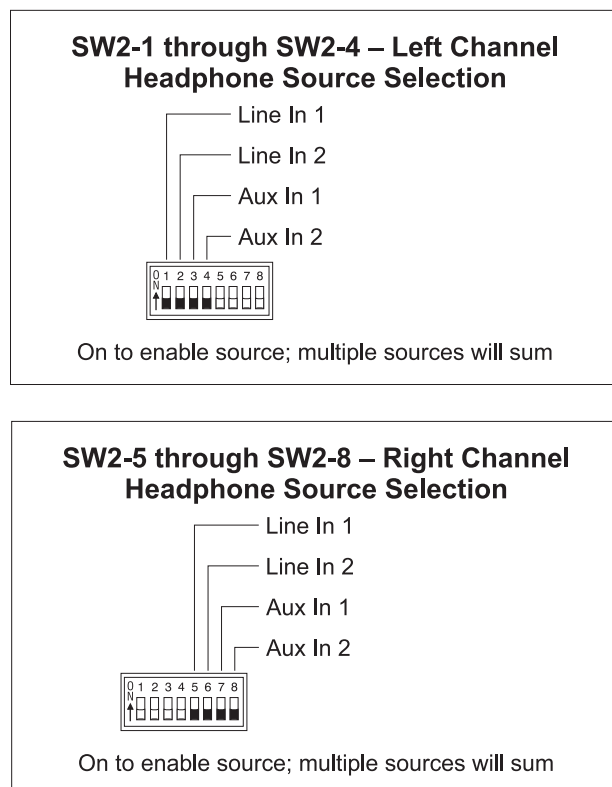 SW2-1 through SW2-4 – Left Channel
Headphone Source Selection
Line In 1
Line In 2
Aux In 1
Aux In 2
ON 1 2 3 4 5 6 7 8
On to enable source; multiple sources will sum
SW2-5 through SW2-8 – Right Channel
Headphone Source Selection
Line In 1
Line In 2
Aux In 1
Aux In 2
ON 1 2 3 4 5 6 7 8
On to enable source; multiple sources will sum